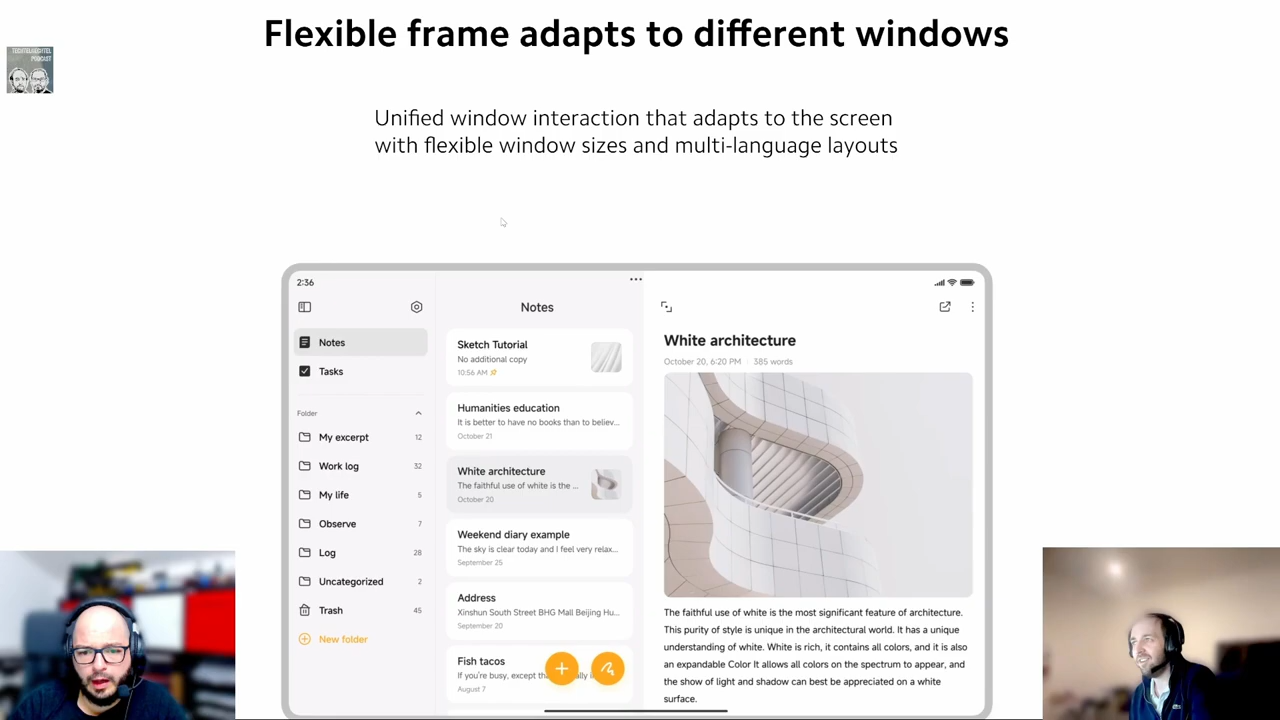 Flexible frame adapts to different windows
TECHTELMECHTEL
PODCAST
Unified window interaction that adapts to the screen
with flexible window sizes and multi-language layouts
2:36
Notes
Tasks
Folder
My excerpt 12
Work log 32
My life 5
Observe 7
Log 28
Uncategorized 2
Trash 45
New folder
Notes
Sketch Tutorial
No additional copy
10:56 AM
Humanities education
It is better to have no books than to believ...
October 21
White architecture
The faithful use of white is the ...
October 20
Weekend diary example
The sky is clear today and I feel very relax...
September 25
Address
Xinshun South Street BHG Mall Beijing Hu...
September 20
Fish tacos
If you're busy, except
August 7
White architecture
October 20, 6:20 PM | 385 words
The faithful use of white is the most significant feature of architecture.
This purity of style is unique in the architectural world. It has a unique
understanding of white. White is rich, it contains all colors, and it is also
an expandable Color It allows all colors on the spectrum to appear, and
the show of light and shadow can best be appreciated on a white
surface.